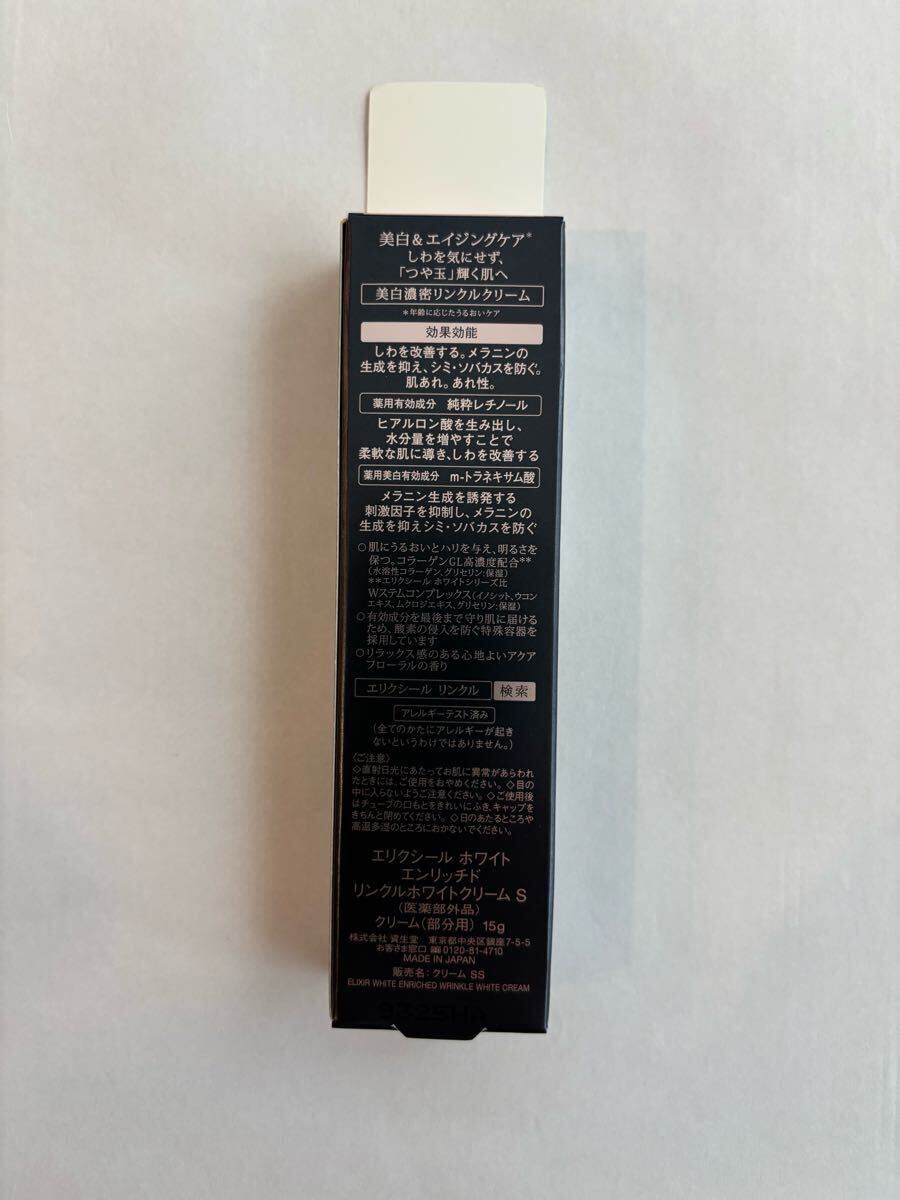 美白&エイジングケア*
しわを気にせず、
「つや玉」輝く肌へ
美白濃密リンクルクリーム
*年齢に応じたうるおいケア
効果効能
しわを改善する。メラニンの
生成を抑え、シミ・ソバカスを防ぐ。
肌あれ。あれ性。
薬用有効成分 純粋レチノール
ヒアルロン酸を生み出し、
水分量を増やすことで
柔軟な肌に導き、しわを改善する
薬用美白有効成分 m-トラネキサム酸
メラニン生成を誘発する
刺激因子を抑制し、メラニンの
生成を抑えシミ・ソバカスを防ぐ
○肌にうるおいとハリを与え、明るさを
保つ。コラーゲンGL高濃度配合**
(水溶性コラーゲン、グリセリン:保湿)
**エリクシール ホワイトシリーズ比
Wステムコンプレックス(イノシット、ウコン
エキス、ムクロジエキス、グリセリン:保湿)
○有効成分を最後まで守り肌に届ける
ため、酸素の侵入を防ぐ特殊容器を
採用しています
○リラックス感のある心地よいアクア
フローラルの香り
エリクシール リンクル 検索
アレルギーテスト済み
(全てのかたにアレルギーが起き
ないというわけではありません。)
〈ご注意〉
◇直射日光にあたってお肌に異常があらわれ
たときには、ご使用をおやめください。◇目の
中に入らないようご注意ください。◇ご使用後
はチューブの口もとをきれいにふき、キャップを
きちんと閉めてください。◇日のあたるところや
高温多湿のところにおかないでください。
エリクシール ホワイト
エンリッチド
リンクルホワイトクリーム S
(医薬部外品)
クリーム(部分用) 15g
株式会社 資生堂 東京都中央区銀座7-5-5
お客さま窓口 0120-81-4710
MADE IN JAPAN
販売名:クリーム SS
ELIXIR WHITE ENRICHED WRINKLE WHITE CREAM